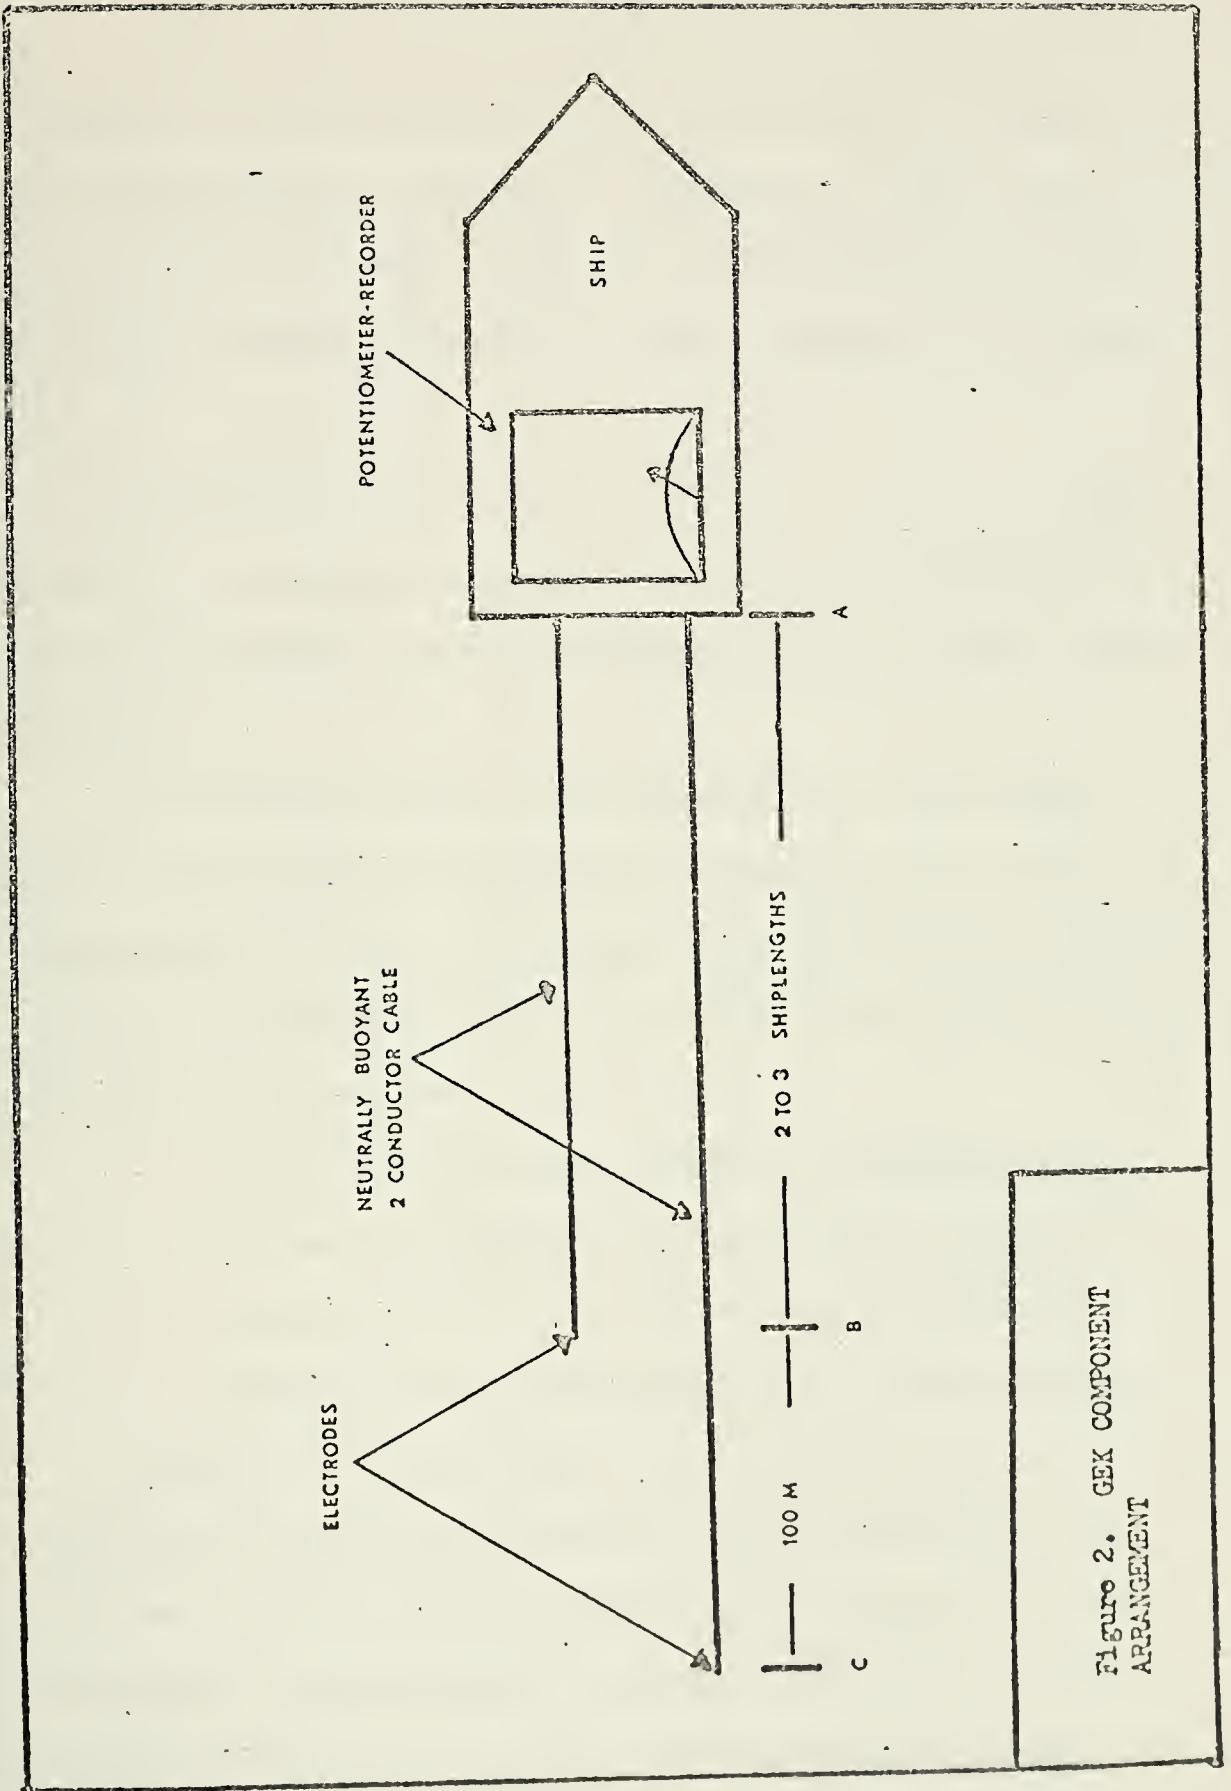 POTENTIOMETER-RECORDER
SHIP
NEUTRALLY BUOYANT
2 CONDUCTOR CABLE
ELECTRODES
C
100 M
B
2 TO 3 SHIPLENGTHS
A
Figure 2. GEK COMPONENT
ARRANGEMENT